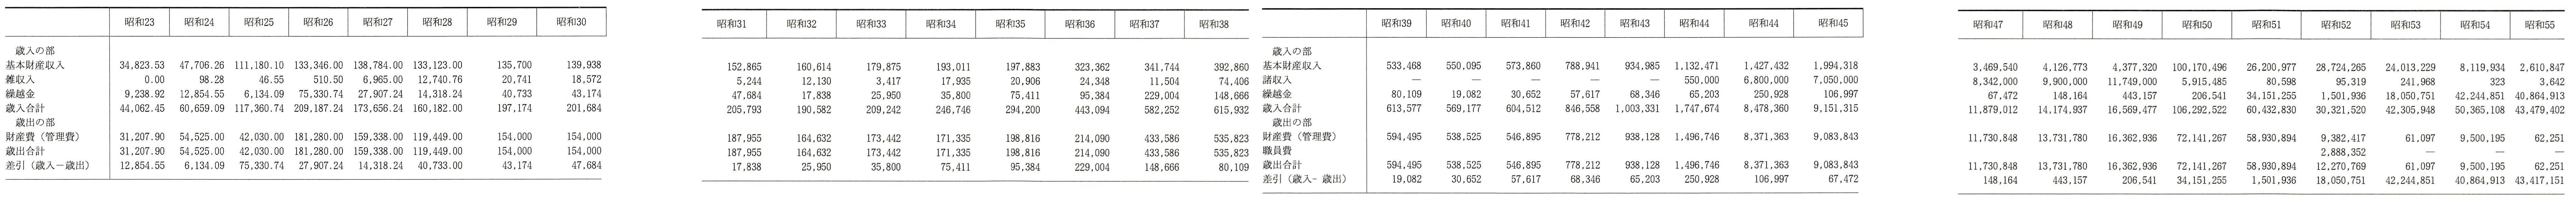 昭和23 昭和24 昭和25 昭和26 昭和27 昭和28 昭和29 昭和30
歳入の部
基本財産収入 34,823.53 47,706.26 111,180.10 133,346.00 138,784.00 133,123.00 135,700 139,938
雑収入 0.00 98.28 46.55 510.50 6,965.00 12,740.76 20,741 18,572
繰越金 9,238.92 12,854.55 6,134.09 75,330.74 27,907.24 14,318.24 40,733 43,174
歳入合計 44,062.45 60,659.09 117,360.74 209,187.24 173,656.24 160,182.00 197,174 201,684
歳出の部
財産費（管理費） 31,207.90 54,525.00 42,030.00 181,280.00 159,338.00 119,449.00 154,000 154,000
歳出合計 31,207.90 54,525.00 42,030.00 181,280.00 159,338.00 119,449.00 154,000 154,000
差引（歳入－歳出） 12,854.55 6,134.09 75,330.74 27,907.24 14,318.24 40,733.00 43,174 47,684
昭和31 昭和32 昭和33 昭和34 昭和35 昭和36 昭和37 昭和38
152,865 160,614 179,875 193,011 197,883 323,362 341,744 392,860
5,244 12,130 3,417 17,935 20,906 24,348 11,504 74,406
47,684 17,838 25,950 35,800 75,411 95,384 229,004 148,666
205,793 190,582 209,242 246,746 294,200 443,094 582,252 615,932
187,955 164,632 173,442 171,335 198,816 214,090 433,586 535,823
187,955 164,632 173,442 171,335 198,816 214,090 433,586 535,823
17,838 25,950 35,800 75,411 95,384 229,004 148,666 80,109
昭和39 昭和40 昭和41 昭和42 昭和43 昭和44 昭和44 昭和45
歳入の部
基本財産収入 533,468 550,095 573,860 788,941 934,985 1,132,471 1,427,432 1,994,318
諸収入 — — — — — 550,000 6,800,000 7,050,000
繰越金 80,109 19,082 30,652 57,617 68,346 65,203 250,928 106,997
歳入合計 613,577 569,177 604,512 846,558 1,003,331 1,747,674 8,478,360 9,151,315
歳出の部
財産費（管理費） 594,495 538,525 546,895 778,212 938,128 1,496,746 8,371,363 9,083,843
職員費
歳出合計 594,495 538,525 546,895 778,212 938,128 1,496,746 8,371,363 9,083,843
差引（歳入- 歳出） 19,082 30,652 57,617 68,346 65,203 250,928 106,997 67,472
昭和47 昭和48 昭和49 昭和50 昭和51 昭和52 昭和53 昭和54 昭和55
3,469,540 4,126,773 4,377,320 100,170,496 26,200,977 28,724,265 24,013,229 8,119,934 2,610,847
8,342,000 9,900,000 11,749,000 5,915,485 80,598 95,319 241,968 323 3,642
67,472 148,164 443,157 206,541 34,151,255 1,501,936 18,050,751 42,244,851 40,864,913
11,879,012 14,174,937 16,569,477 106,292,522 60,432,830 30,321,520 42,305,948 50,365,108 43,479,402
11,730,848 13,731,780 16,362,936 72,141,267 58,930,894 9,382,417 61,097 9,500,195 62,251
2,888,352 — — —
11,730,848 13,731,780 16,362,936 72,141,267 58,930,894 12,270,769 61,097 9,500,195 62,251
148,164 443,157 206,541 34,151,255 1,501,936 18,050,751 42,244,851 40,864,913 43,417,151